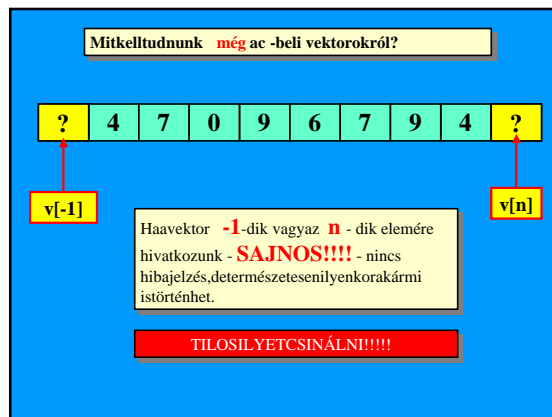 Mitkelltudnunk még ac -beli vektorokról?
? 4 7 0 9 6 7 9 4 ?
v[-1] v[n]
Haavektor -1-dik vagyaz n - dik elemére
hivatkozunk - SAJNOS!!!! - nincs
hibajelzés,determészetesenilyenkorakármi
istörténhet.
TILOSILYETCSINÁLNI!!!!!